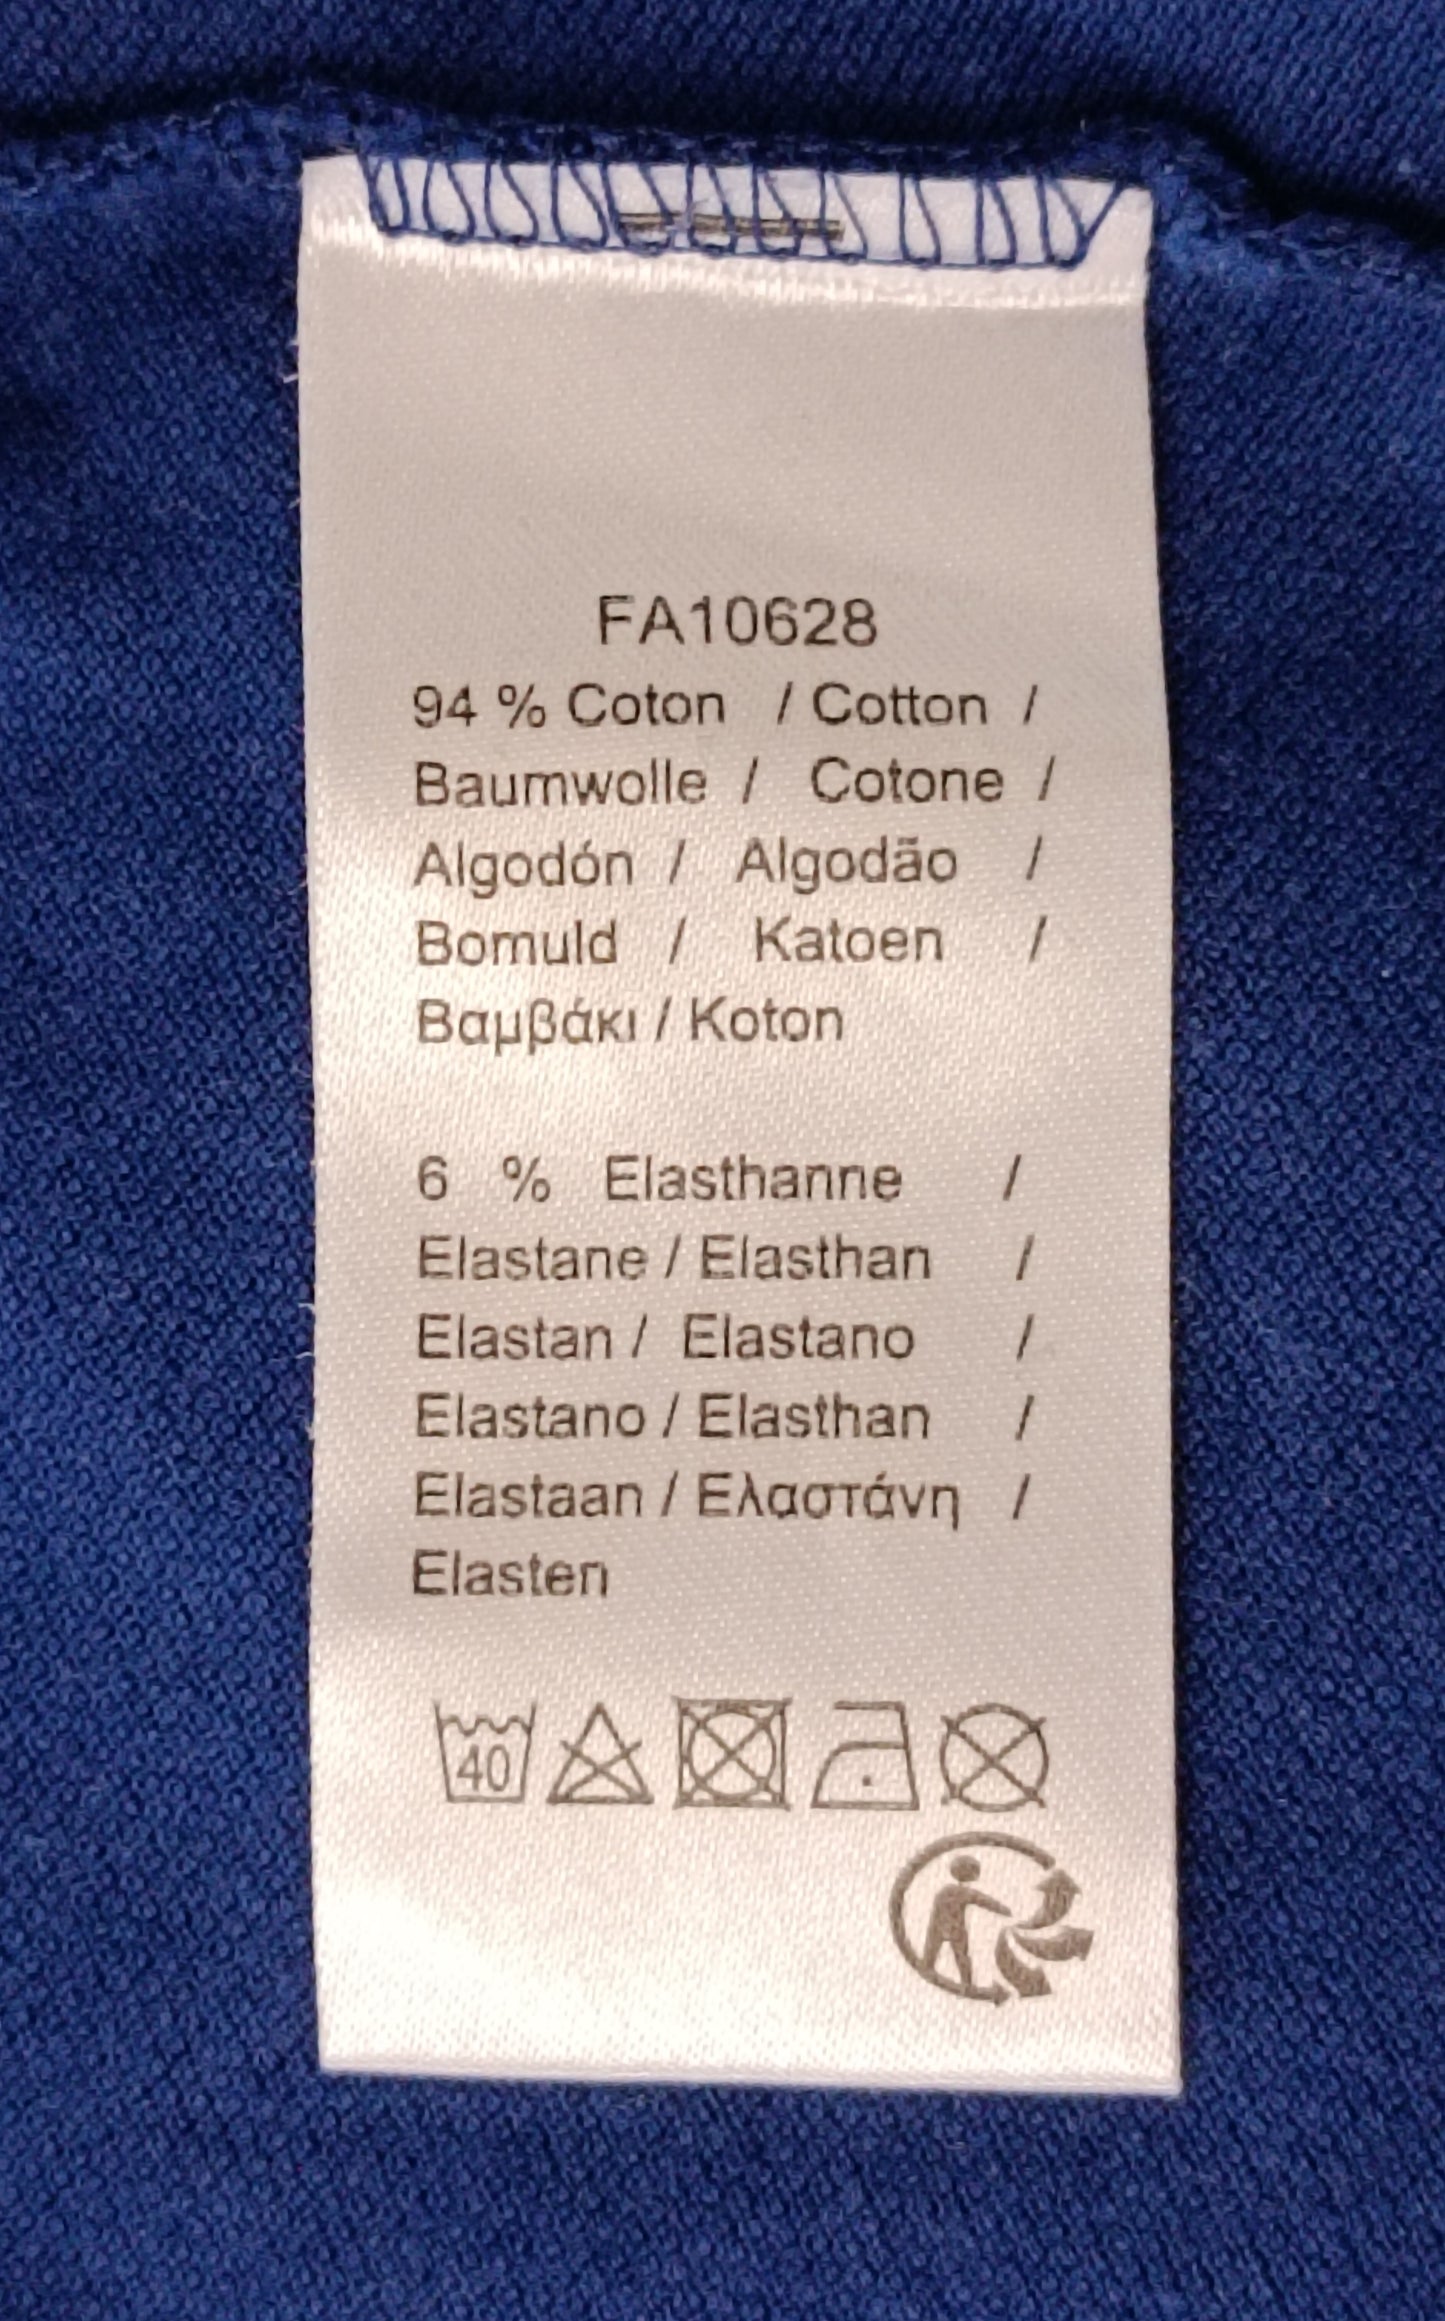 FA10628
94 % Coton / Cotton /
Baumwolle / Cotone /
Algodón / Algodão /
Bomuld / Katoen /
Βαμβάκι / Koton
6 % Elasthanne /
Elastane / Elasthan /
Elastan / Elastano /
Elastano / Elasthan /
Elastaan / Ελαστάνη /
Elasten
40